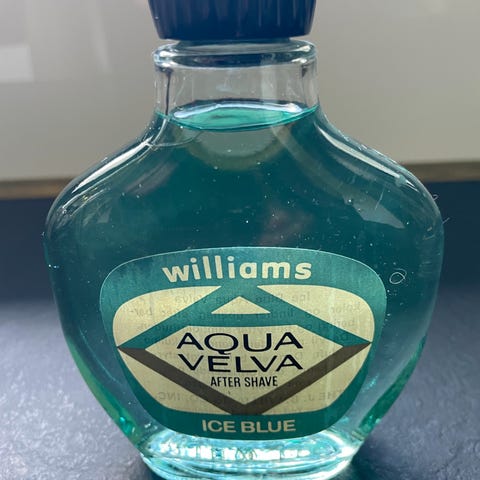 williams
AQUA
VELVA
AFTER SHAVE
ICE BLUE